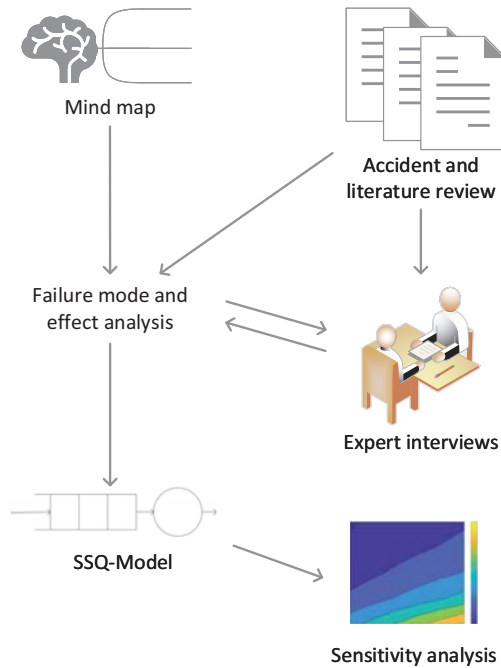 Mind map
Accident and
literature review
Failure mode and
effect analysis
Expert interviews
SSQ-Model
Sensitivity analysis